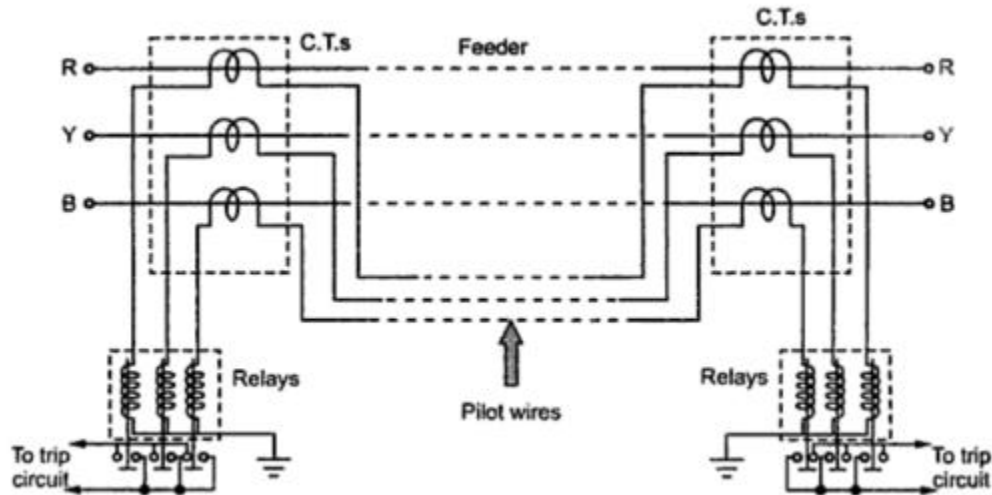 C.T.s
C.T.s
Feeder
R
R
Y
Y
B
B
Relays
Relays
Pilot wires
To trip
circuit
To trip
circuit